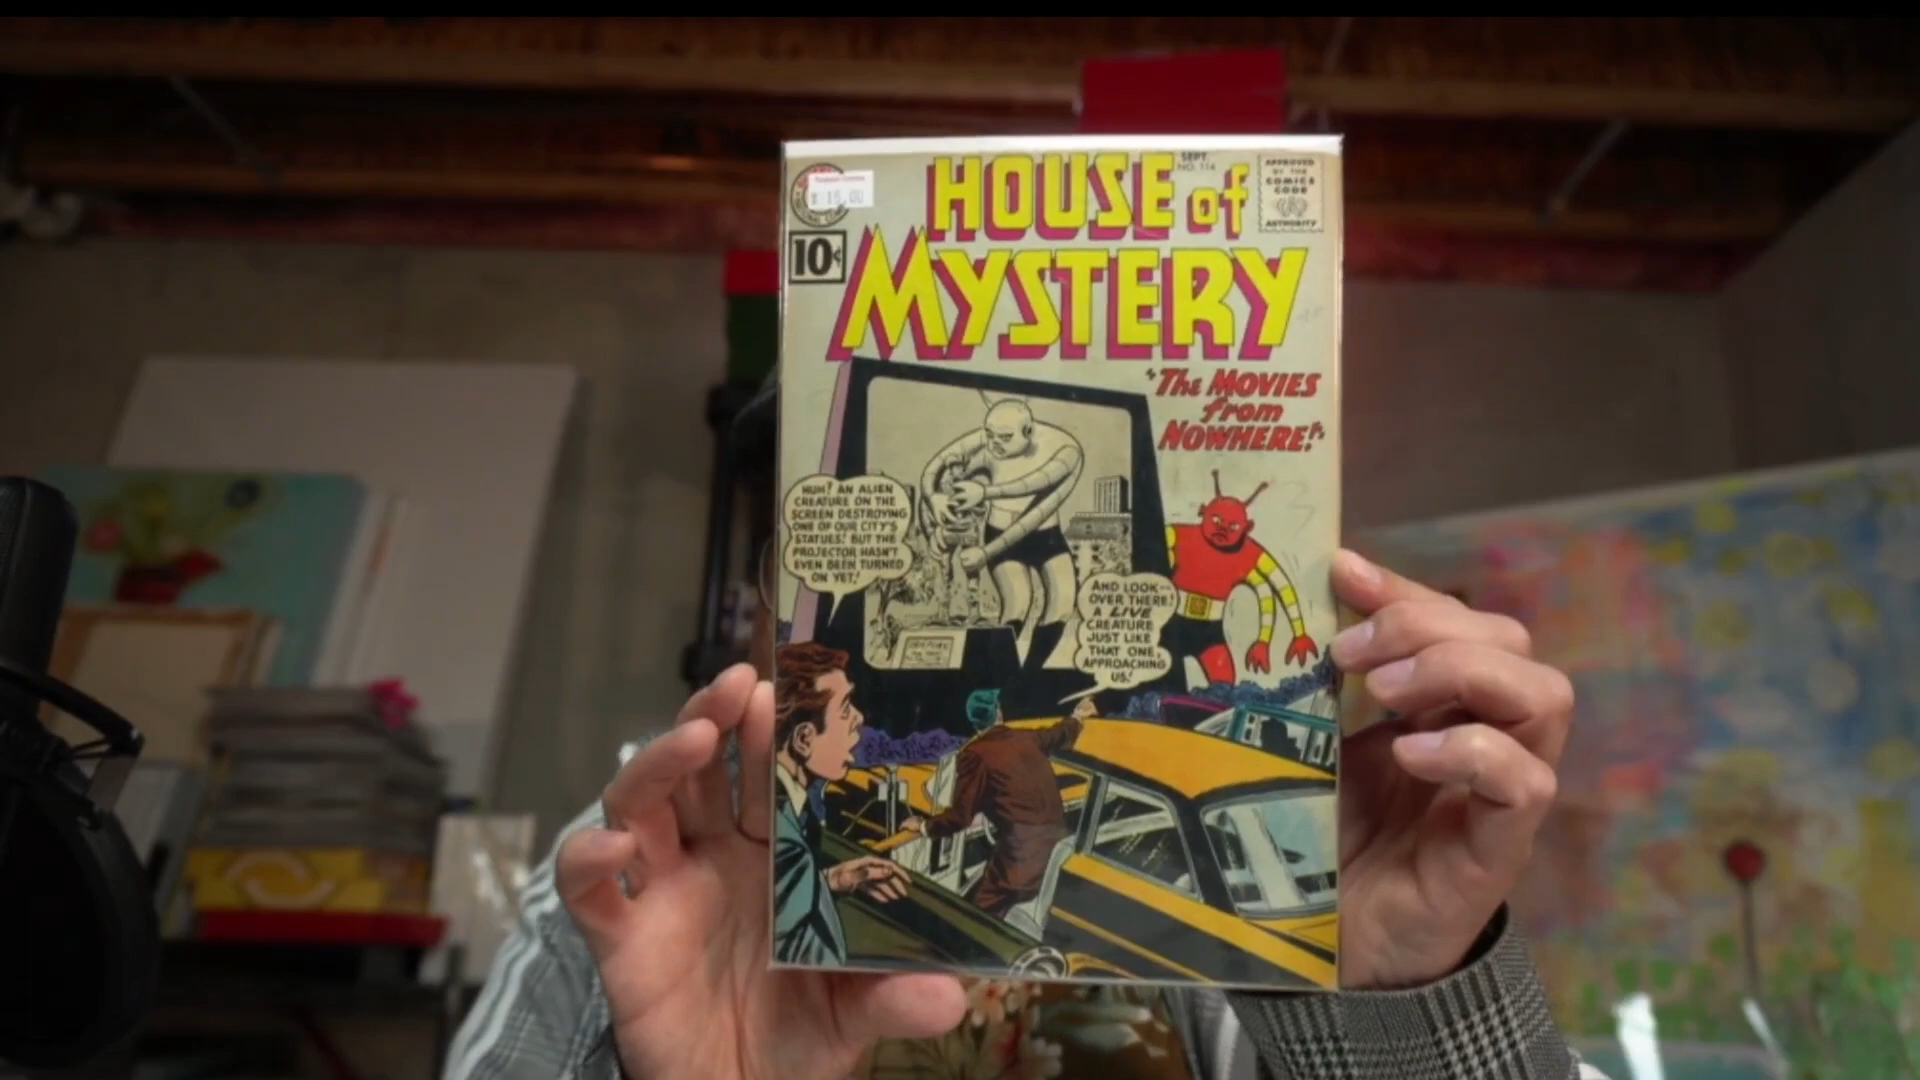 HOUSE of
MYSTERY
SEPT.
NO. 114
APPROVED
BY THE
COMICS
CODE
AUTHORITY
15.00
10¢
"The MOVIES
from
NOWHERE!"
HUH? AN ALIEN
CREATURE ON THE
SCREEN DESTROYING
ONE OF OUR CITY'S
STATUES! BUT THE
PROJECTOR HASN'T
EVEN BEEN TURNED
ON YET!
AND LOOK--
OVER THERE!
A LIVE
CREATURE
JUST LIKE
THAT ONE,
APPROACHING
US!